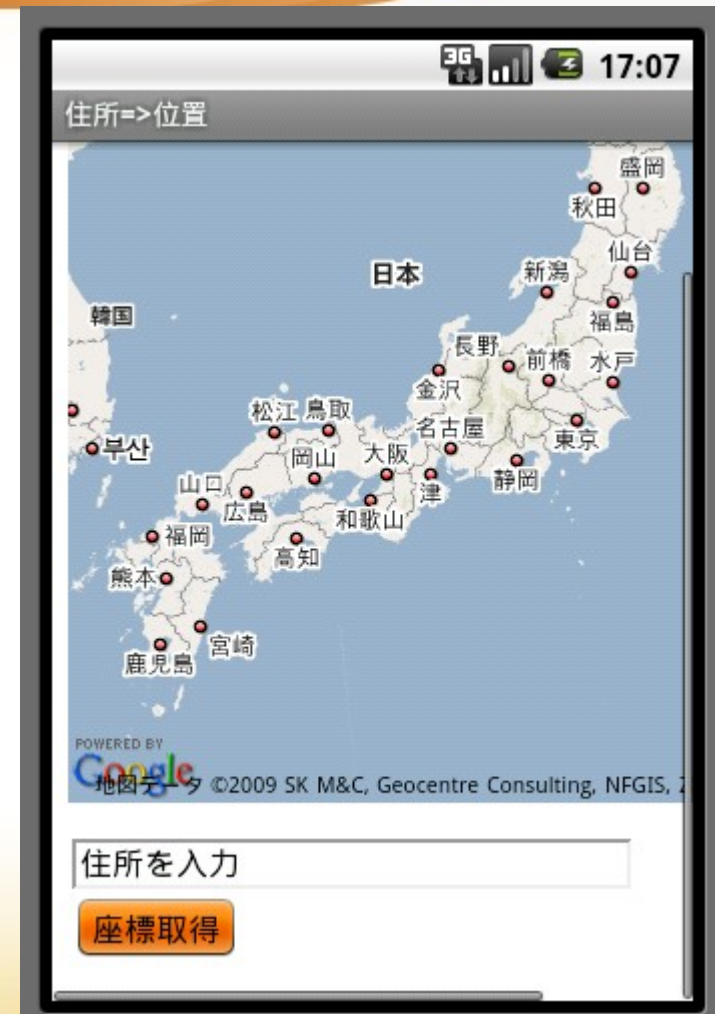 3G 17:07
住所=>位置
盛岡
秋田
仙台
日本
新潟
韓国
福島
長野
前橋 水戸
金沢
松江 鳥取
名古屋
東京
부산
岡山 大阪
静岡
山口
津
広島
和歌山
福岡
高知
熊本
宮崎
鹿児島
POWERED BY
Google
地図データ ©2009 SK M&C, Geocentre Consulting, NFGIS,
住所を入力
座標取得